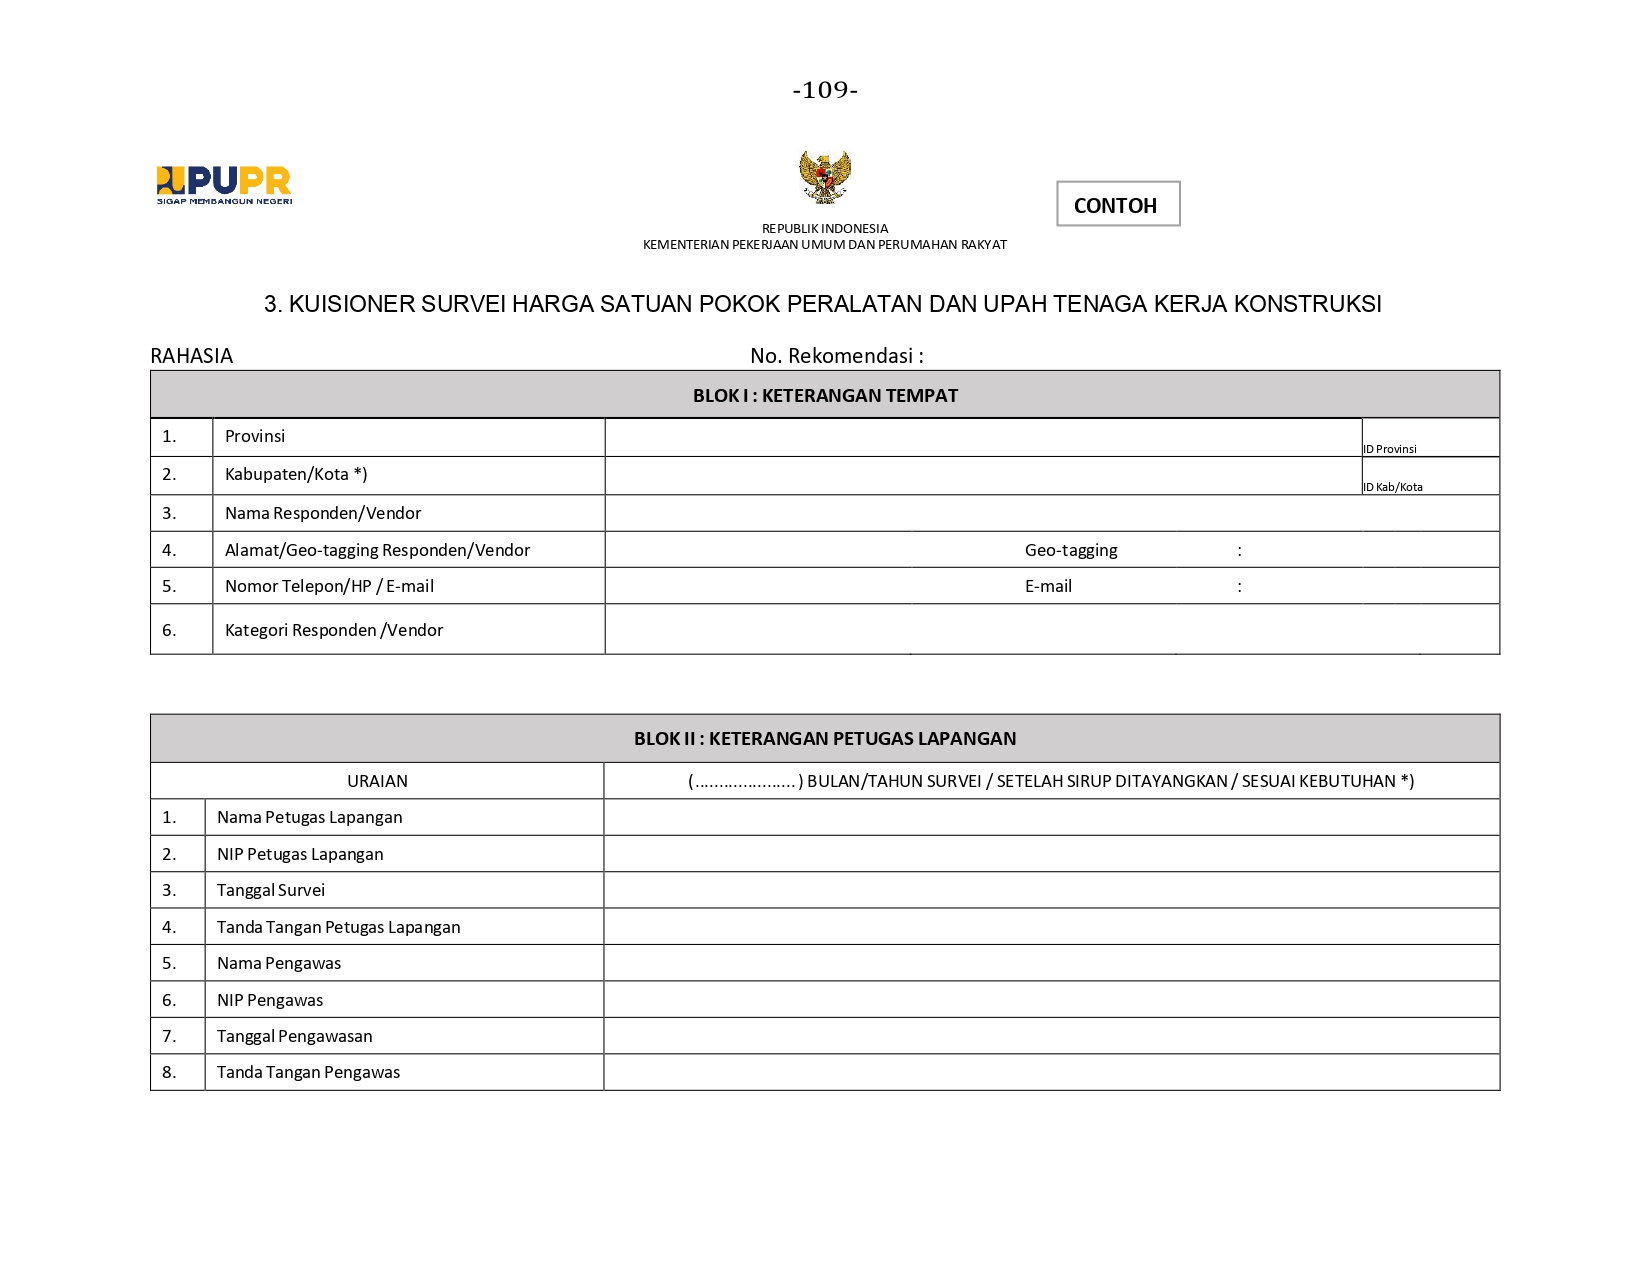 -109-
PUPR
SIGAP MEMBANGUN NEGERI
CONTOH
REPUBLIK INDONESIA
KEMENTERIAN PEKERJAAN UMUM DAN PERUMAHAN RAKYAT
3. KUISIONER SURVEI HARGA SATUAN POKOK PERALATAN DAN UPAH TENAGA KERJA KONSTRUKSI
RAHASIA No. Rekomendasi :
BLOK I : KETERANGAN TEMPAT
1. Provinsi ID Provinsi
2. Kabupaten/Kota *) ID Kab/Kota
3. Nama Responden/Vendor
4. Alamat/Geo-tagging Responden/Vendor Geo-tagging :
5. Nomor Telepon/HP / E-mail E-mail :
6. Kategori Responden /Vendor
BLOK II : KETERANGAN PETUGAS LAPANGAN
URAIAN (.....................) BULAN/TAHUN SURVEI / SETELAH SIRUP DITAYANGKAN / SESUAI KEBUTUHAN *)
1. Nama Petugas Lapangan
2. NIP Petugas Lapangan
3. Tanggal Survei
4. Tanda Tangan Petugas Lapangan
5. Nama Pengawas
6. NIP Pengawas
7. Tanggal Pengawasan
8. Tanda Tangan Pengawas